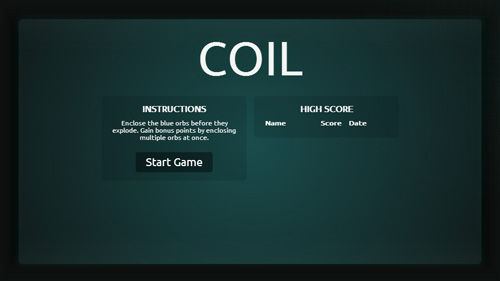 COIL
INSTRUCTIONS
Enclose the blue orbs before they
explode. Gain bonus points by enclosing
multiple orbs at once.
Start Game
HIGH SCORE
Name Score Date